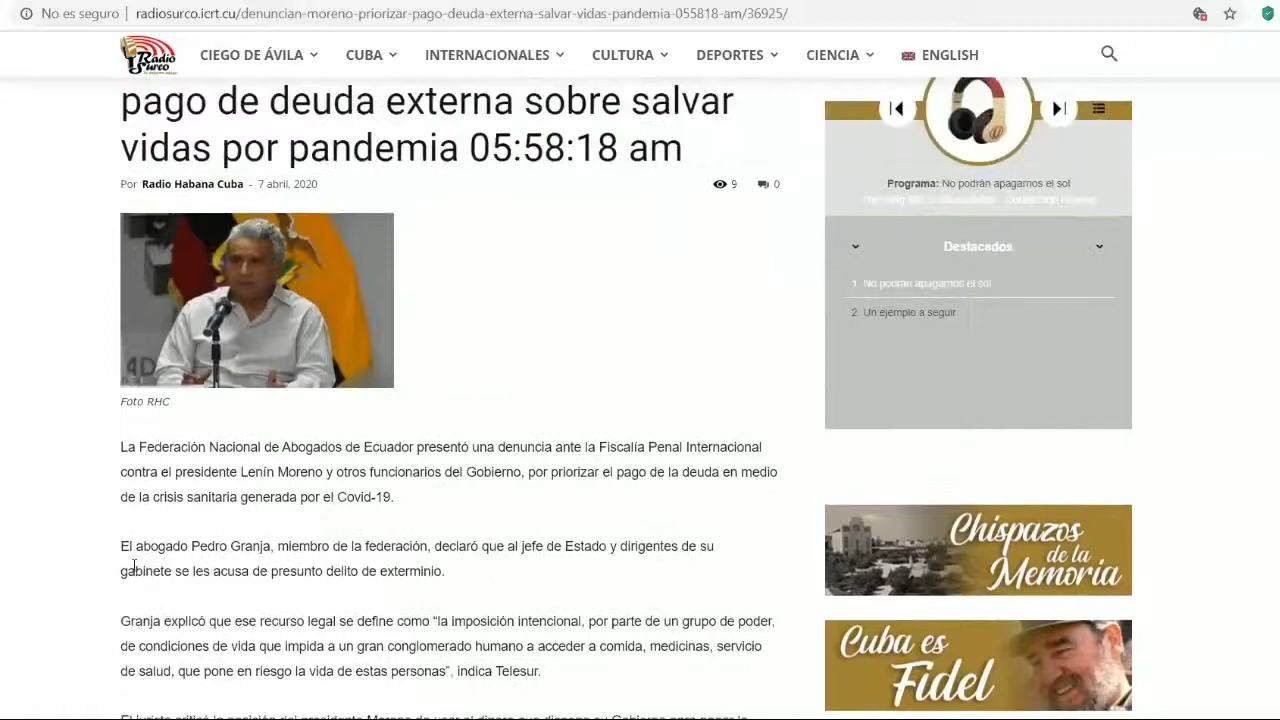 No es seguro | radiosurco.icrt.cu/denuncian-moreno-priorizar-pago-deuda-externa-salvar-vidas-pandemia-055818-am/36925/
Radio Surco
CIEGO DE ÁVILA CUBA INTERNACIONALES CULTURA DEPORTES CIENCIA ENGLISH
pago de deuda externa sobre salvar
vidas por pandemia 05:58:18 am
Por Radio Habana Cuba - 7 abril, 2020 9 0
Foto RHC
La Federación Nacional de Abogados de Ecuador presentó una denuncia ante la Fiscalía Penal Internacional
contra el presidente Lenín Moreno y otros funcionarios del Gobierno, por priorizar el pago de la deuda en medio
de la crisis sanitaria generada por el Covid-19.
El abogado Pedro Granja, miembro de la federación, declaró que al jefe de Estado y dirigentes de su
gabinete se les acusa de presunto delito de exterminio.
Granja explicó que ese recurso legal se define como “la imposición intencional, por parte de un grupo de poder,
de condiciones de vida que impida a un gran conglomerado humano a acceder a comida, medicinas, servicio
de salud, que pone en riesgo la vida de estas personas”, indica Telesur.
Programa: No podrán apagarnos el sol
Destacados
1. No podrán apagarnos el sol
2. Un ejemplo a seguir
Chispazos
de la
Memoria
Cuba es
Fidel